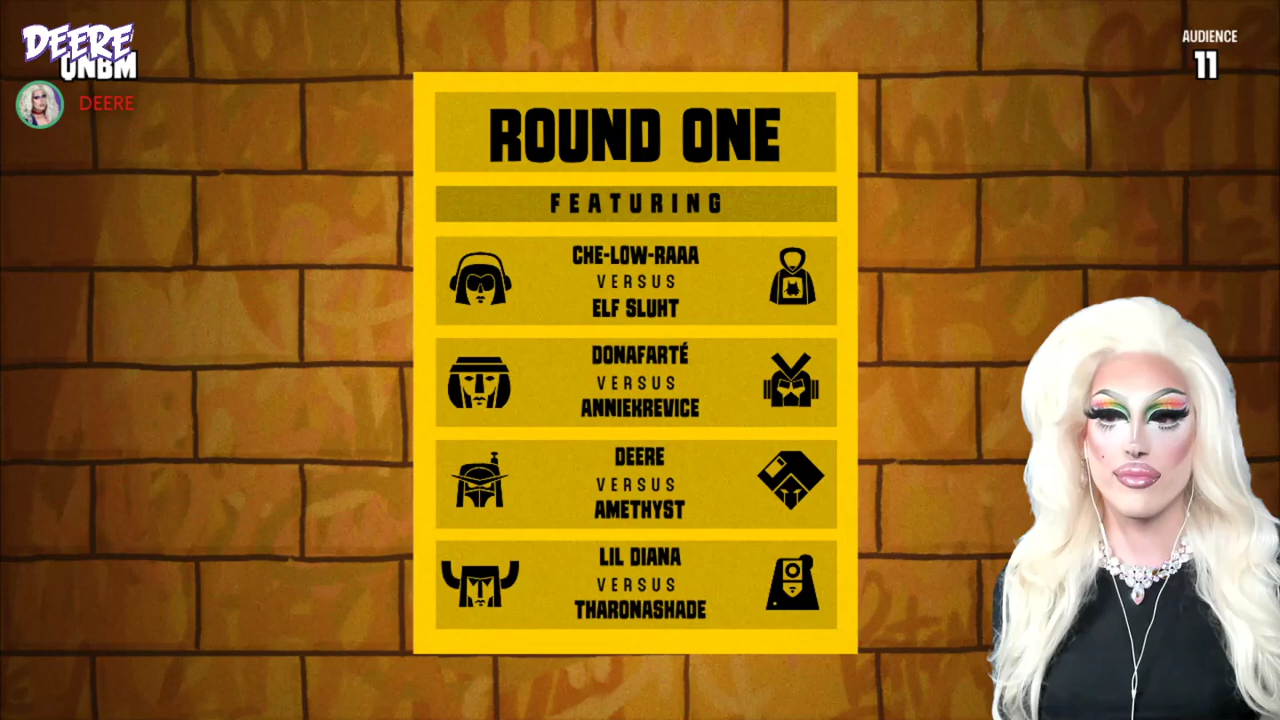 DEERE
QNBM
DEERE
AUDIENCE
11
ROUND ONE
FEATURING
CHE-LOW-RAAA
VERSUS
ELF SLUHT
DONAFARTÉ
VERSUS
ANNIEKREVICE
DEERE
VERSUS
AMETHYST
LIL DIANA
VERSUS
THARONASHADE